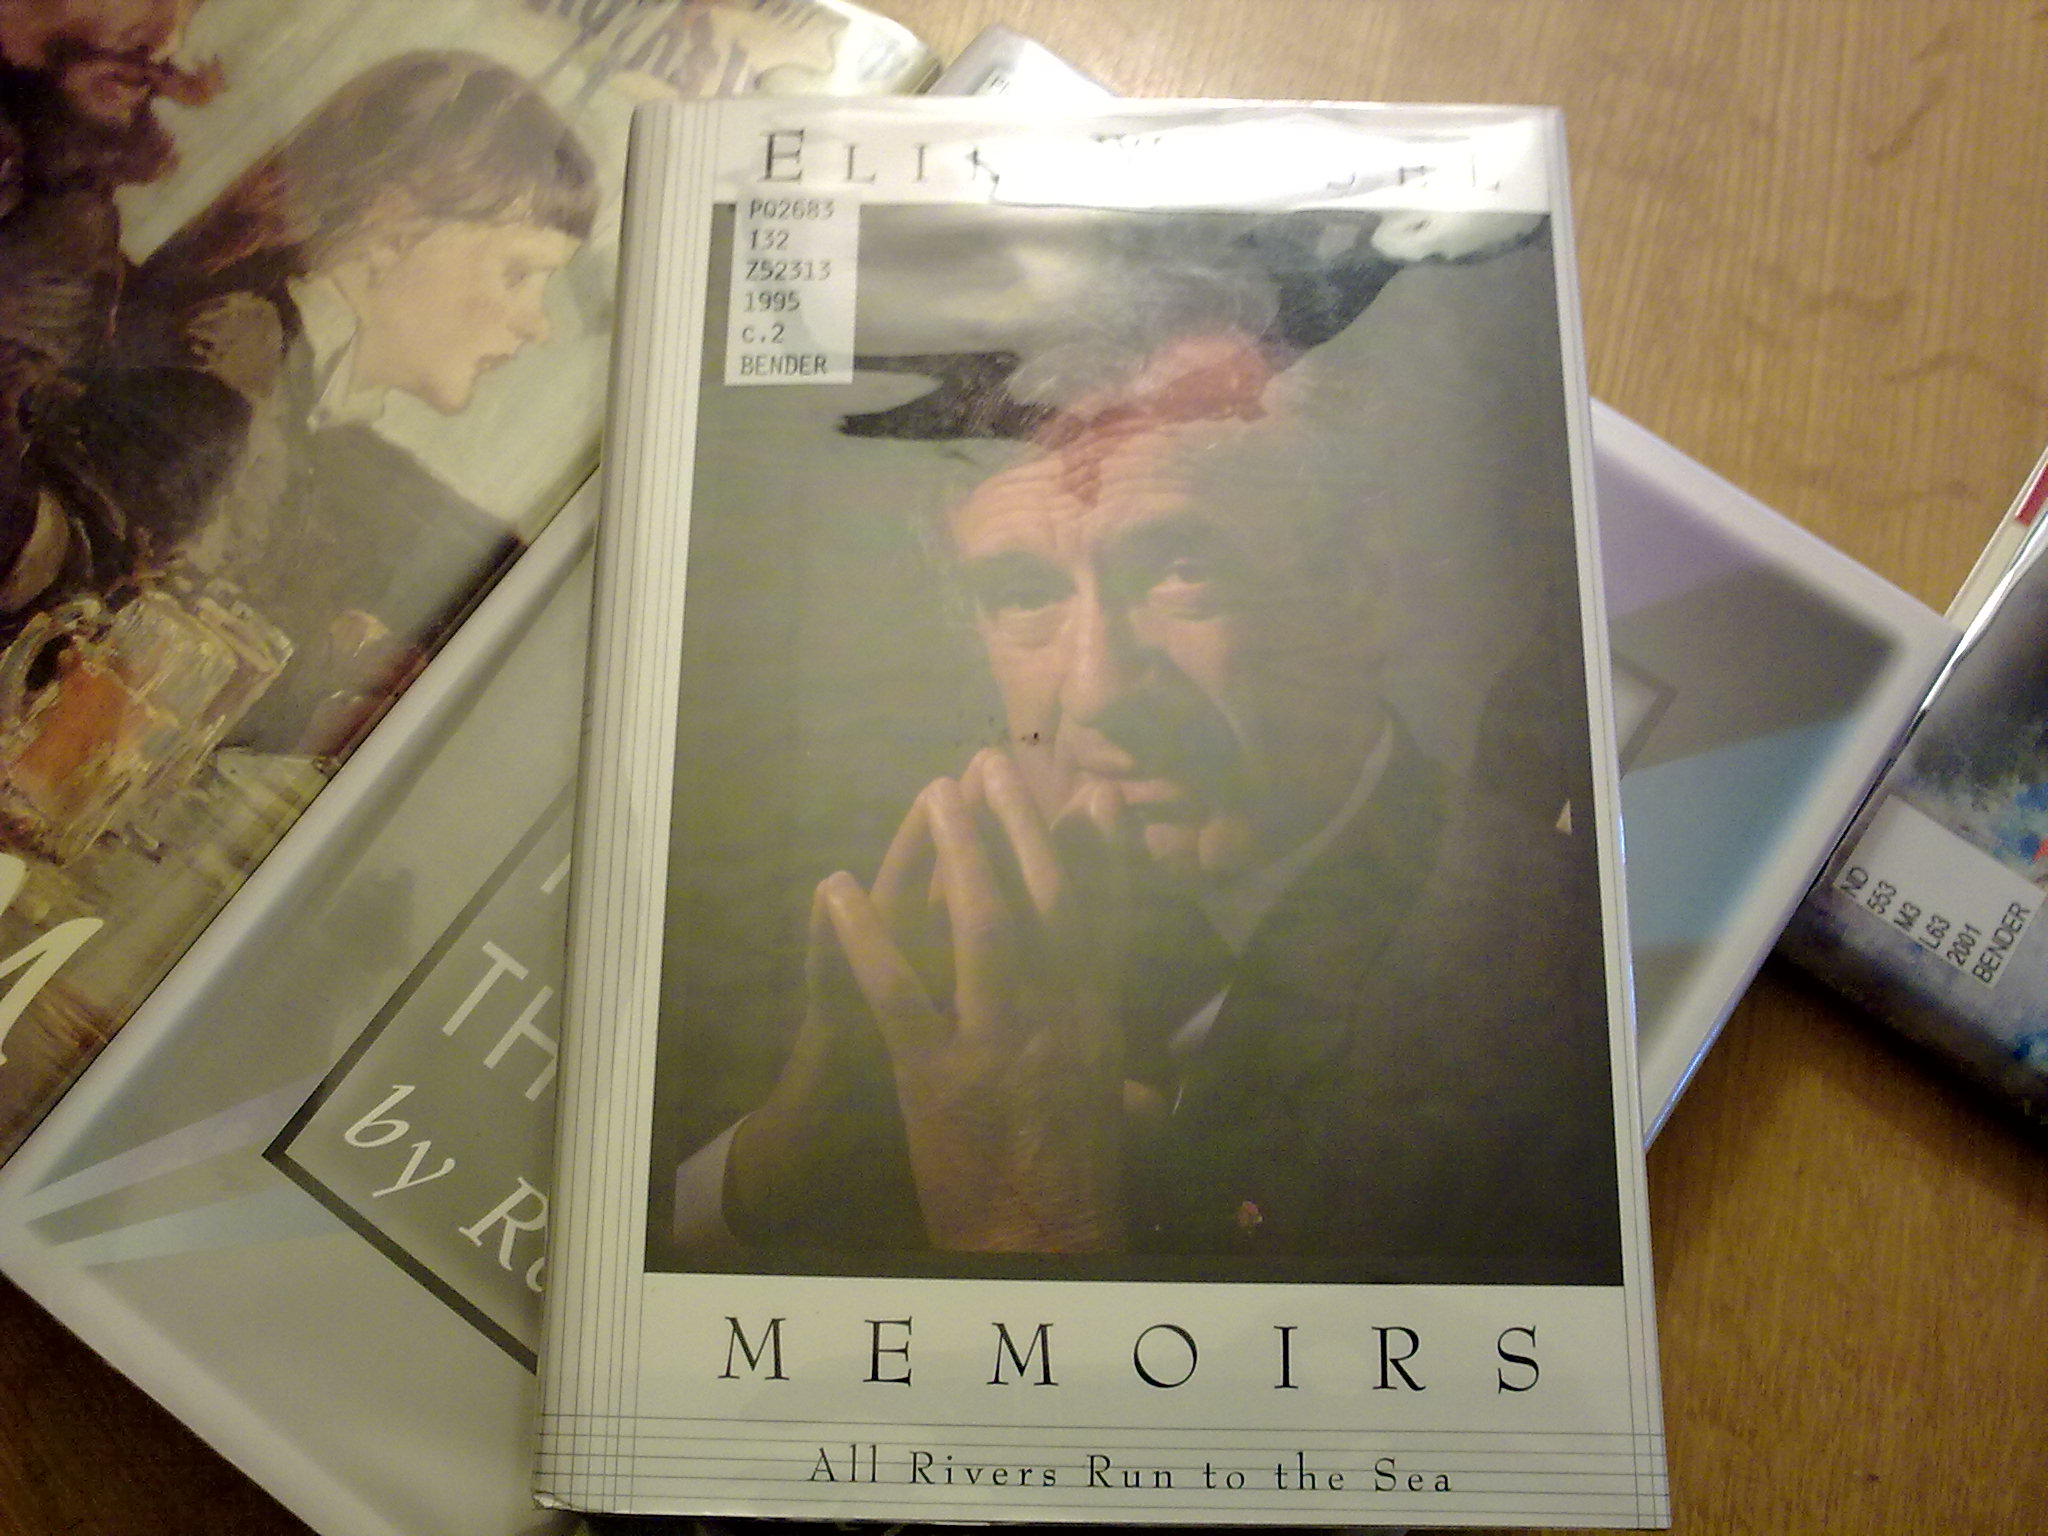 PQ2683
I32
Z52313
1995
c.2
BENDER
MEMOIRS
All Rivers Run to the Sea
TH
by Ro
ND
553
M3
L63
2001
BENDER